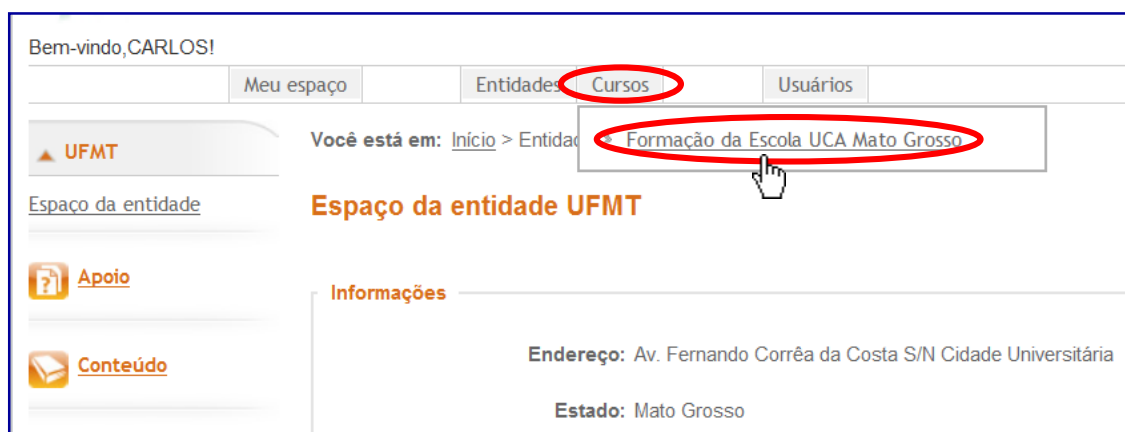 Bem-vindo,CARLOS!
Meu espaço Entidades Cursos Usuários
UFMT
Você está em: Início > Entidad
Formação da Escola UCA Mato Grosso
Espaço da entidade
Espaço da entidade UFMT
Apoio
Informações
Endereço: Av. Fernando Corrêa da Costa S/N Cidade Universitária
Conteúdo
Estado: Mato Grosso